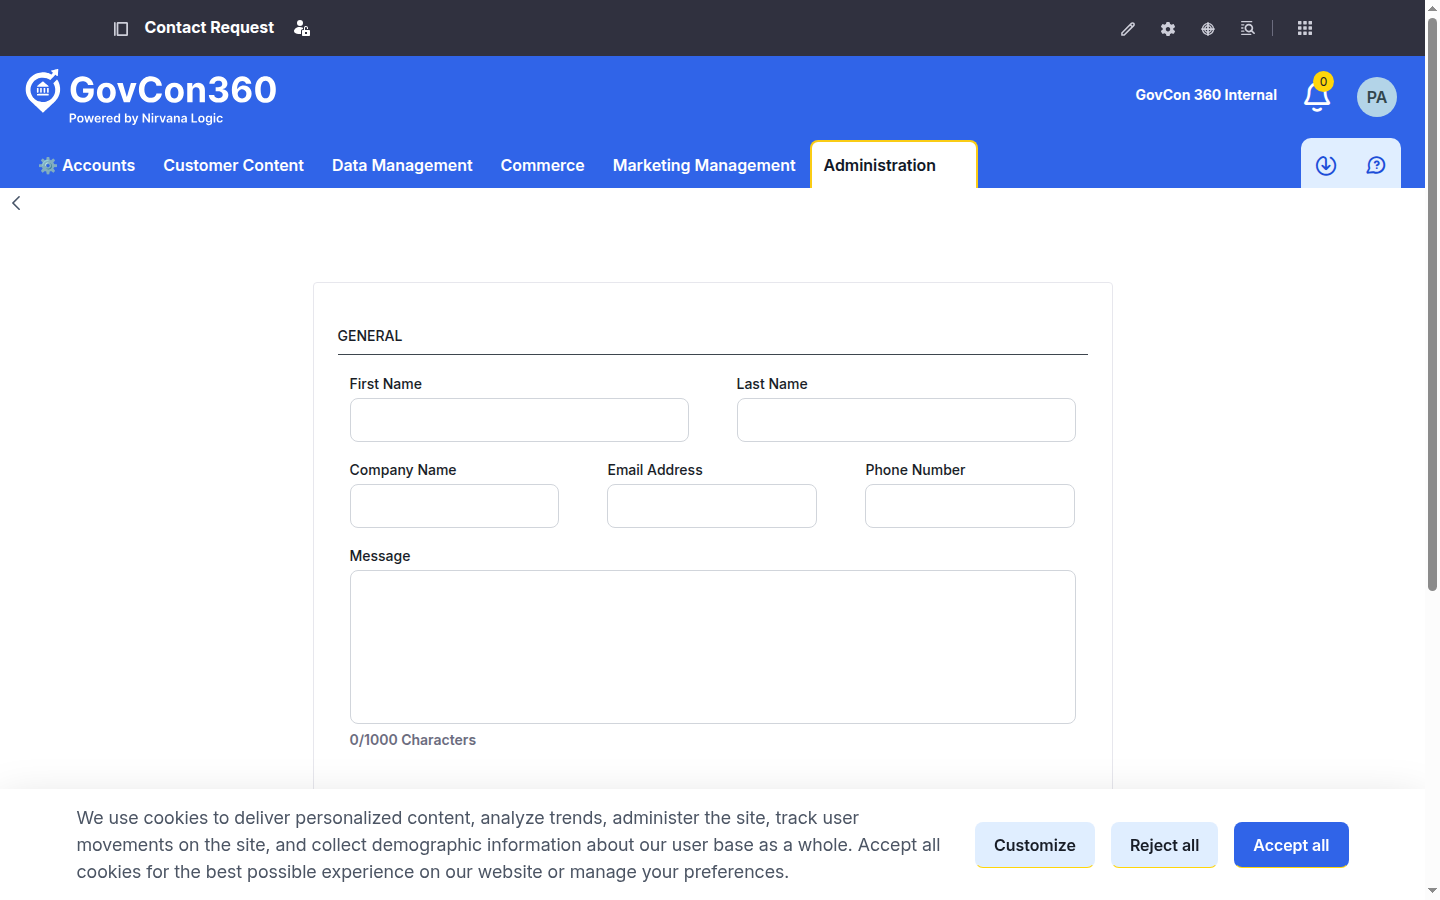 Contact Request
GovCon360
Powered by Nirvana Logic
GovCon 360 Internal
0
PA
Accounts
Customer Content
Data Management
Commerce
Marketing Management
Administration
GENERAL
First Name
Last Name
Company Name
Email Address
Phone Number
Message
0/1000 Characters
We use cookies to deliver personalized content, analyze trends, administer the site, track user
movements on the site, and collect demographic information about our user base as a whole. Accept all
cookies for the best possible experience on our website or manage your preferences.
Customize
Reject all
Accept all